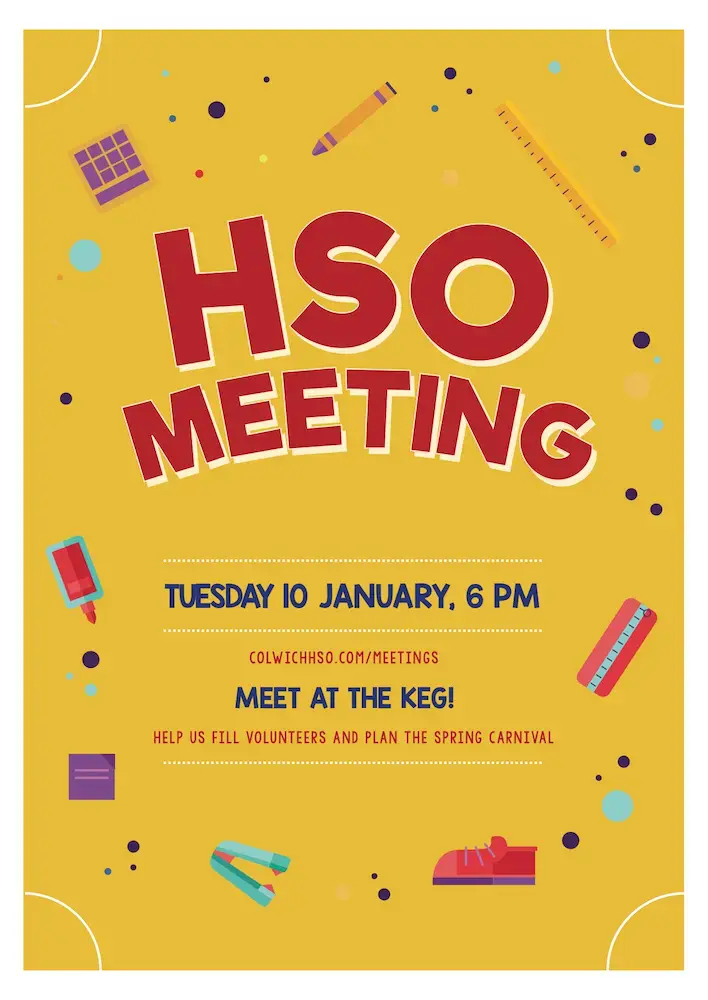 HSO
MEETING
TUESDAY 10 JANUARY, 6 PM
COLWICHHSO.COM/MEETINGS
MEET AT THE KEG!
HELP US FILL VOLUNTEERS AND PLAN THE SPRING CARNIVAL